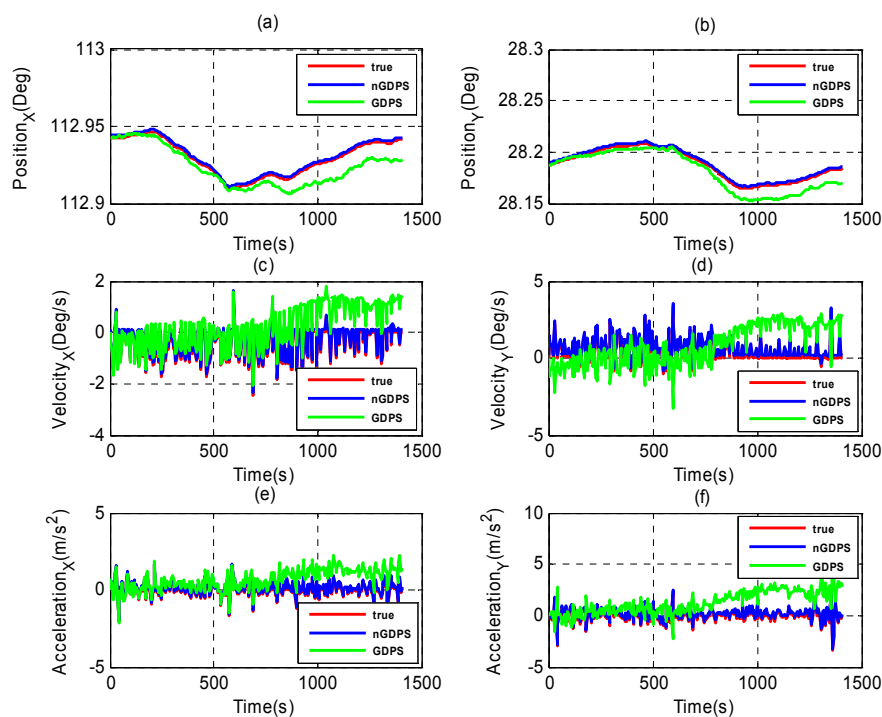 (a)
113
112.95
112.9
0
500
1000
1500
Position_X(Deg)
Time(s)
true
nGDPS
GDPS
(b)
28.3
28.25
28.2
28.15
0
500
1000
1500
Position_Y(Deg)
Time(s)
true
nGDPS
GDPS
(c)
2
0
-2
-4
0
500
1000
1500
Velocity_X(Deg/s)
Time(s)
true
nGDPS
GDPS
(d)
5
0
-5
0
500
1000
1500
Velocity_Y(Deg/s)
Time(s)
true
nGDPS
GDPS
(e)
5
0
-5
0
500
1000
1500
Acceleration_X(m/s²)
Time(s)
true
nGDPS
GDPS
(f)
10
5
0
-5
0
500
1000
1500
Acceleration_Y(m/s²)
Time(s)
true
nGDPS
GDPS